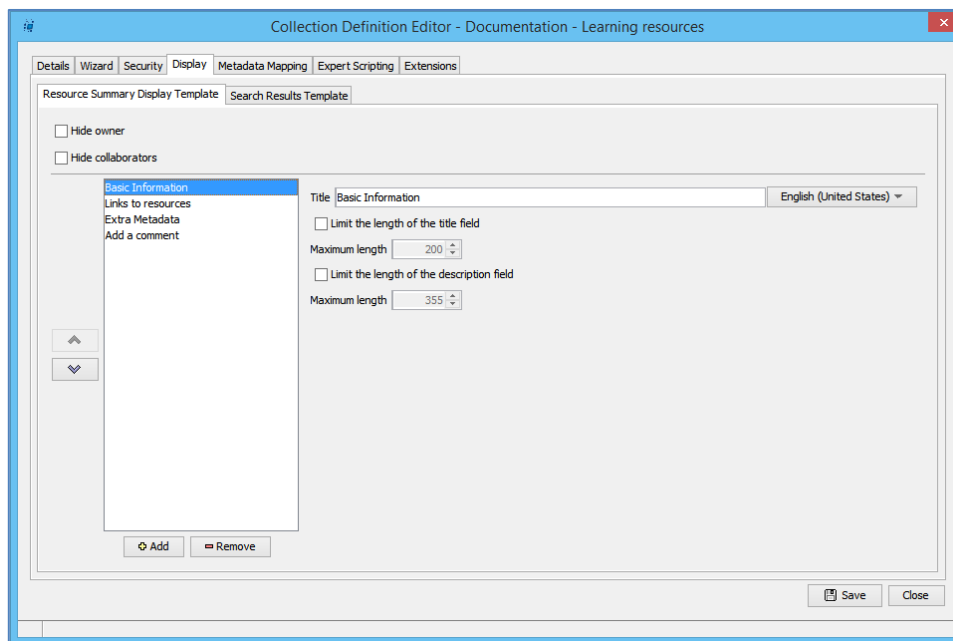 Collection Definition Editor - Documentation - Learning resources
Details Wizard Security Display Metadata Mapping Expert Scripting Extensions
Resource Summary Display Template Search Results Template
Hide owner
Hide collaborators
Basic Information
Links to resources
Extra Metadata
Add a comment
Title Basic Information English (United States)
Limit the length of the title field
Maximum length 200
Limit the length of the description field
Maximum length 355
Add Remove
Save Close